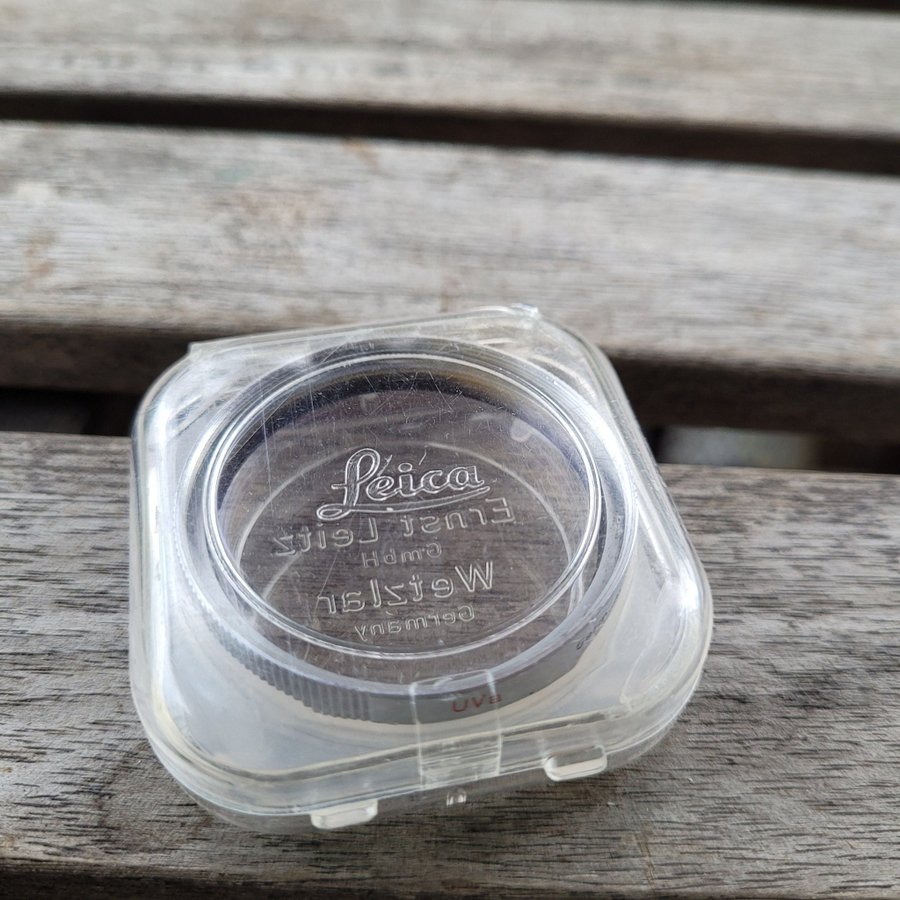 Leica
Ernst Leitz
GmbH
Wetzlar
Germany
UVa